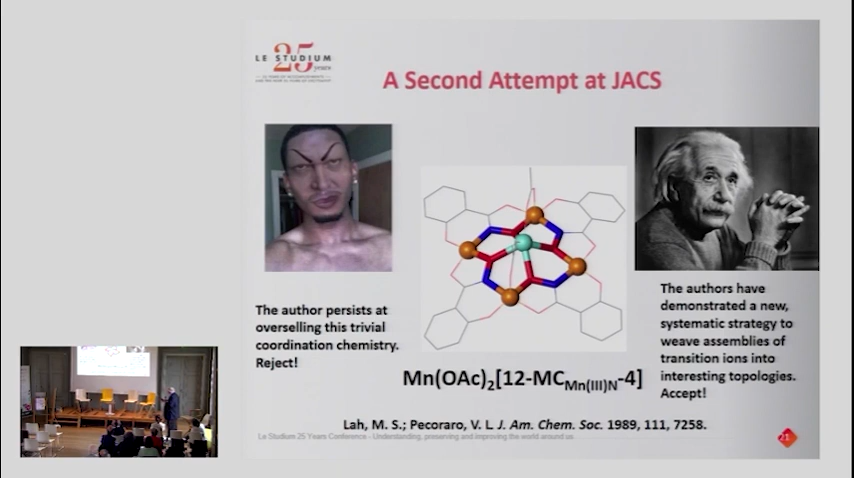 LE STUDIUM
25
years
A Second Attempt at JACS
The author persists at
overselling this trivial
coordination chemistry.
Reject!
The authors have
demonstrated a new,
systematic strategy to
weave assemblies of
transition ions into
interesting topologies.
Accept!
Mn(OAc)2[12-MCMn(III)N-4]
Lah, M. S.; Pecoraro, V. L J. Am. Chem. Soc. 1989, 111, 7258.
Le Studium 25 Years Conference - Understanding, preserving and improving the world around us
21